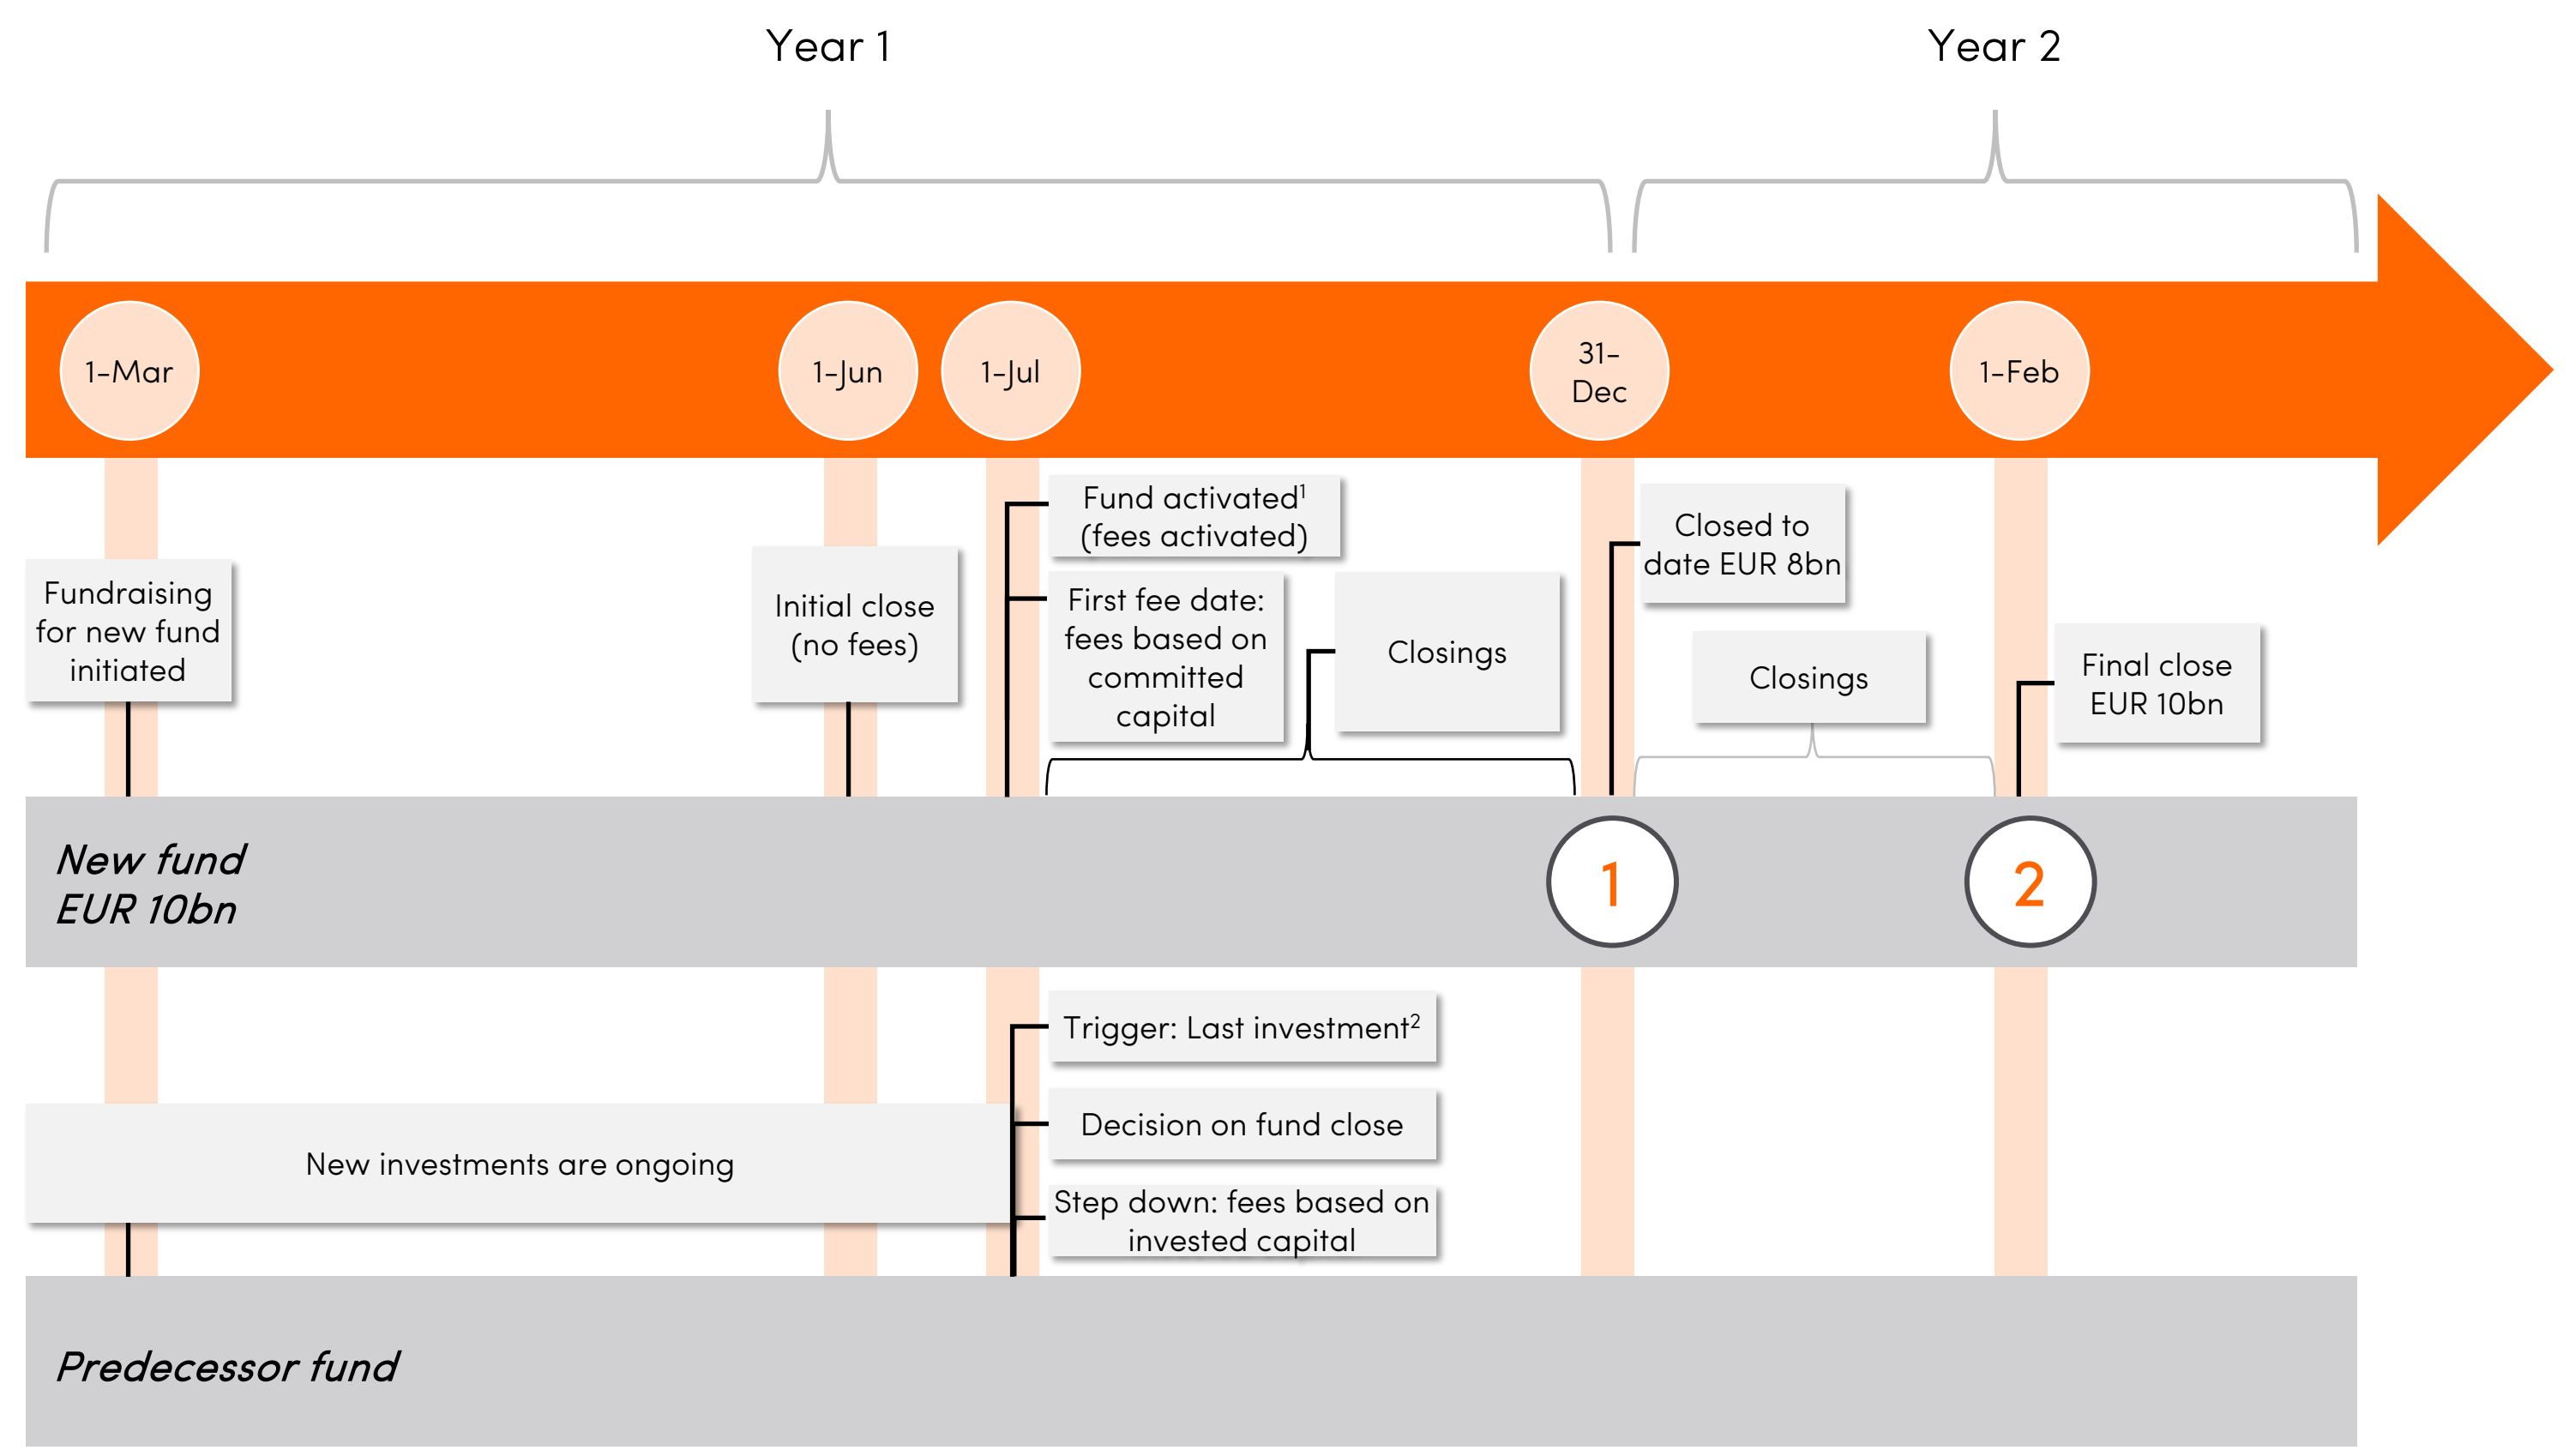 Year 1
Year 2
1-Mar
1-Jun
1-Jul
31-
Dec
1-Feb
Fund activated¹
(fees activated)
Closed to
date EUR 8bn
Fundraising
for new fund
initiated
Initial close
(no fees)
First fee date:
fees based on
committed
capital
Closings
Closings
Final close
EUR 10bn
New fund
EUR 10bn
1
2
Trigger: Last investment²
Decision on fund close
New investments are ongoing
Step down: fees based on
invested capital
Predecessor fund